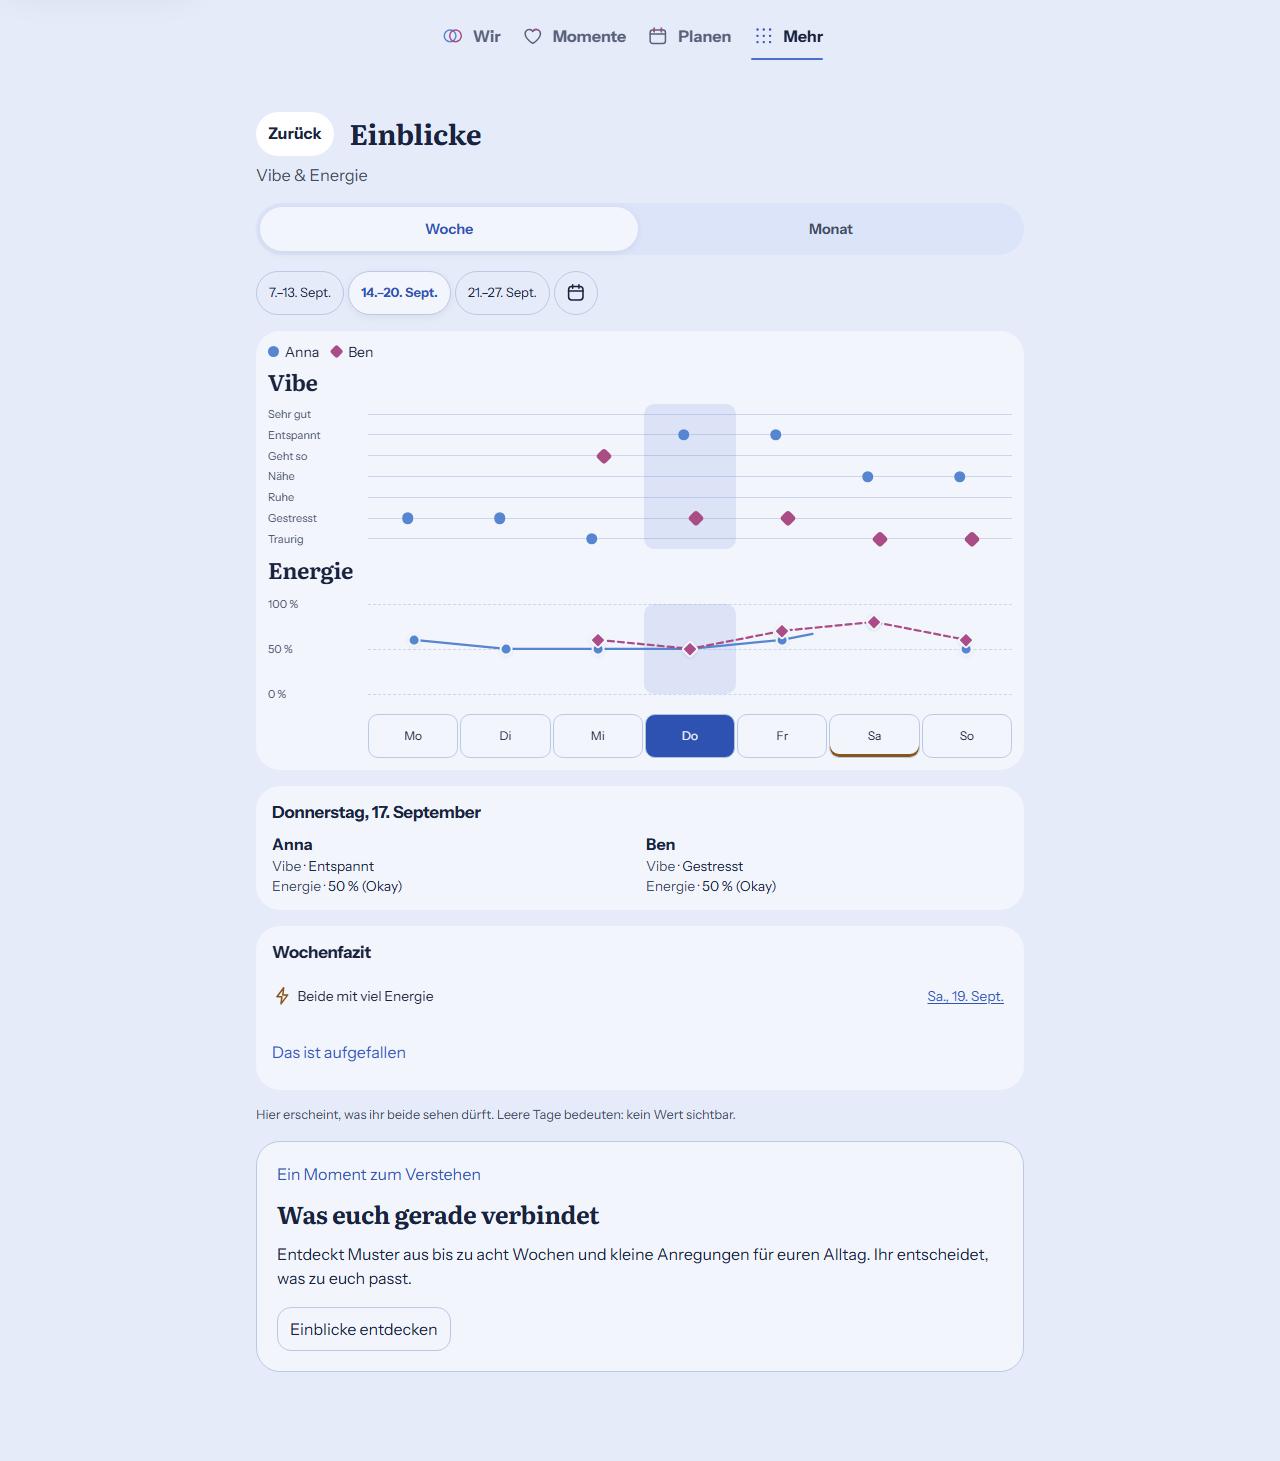 Wir
Momente
Planen
Mehr
Zurück
Einblicke
Vibe & Energie
Woche
Monat
7.–13. Sept.
14.–20. Sept.
21.–27. Sept.
Anna
Ben
Vibe
Sehr gut
Entspannt
Geht so
Nähe
Ruhe
Gestresst
Traurig
Energie
100 %
50 %
0 %
Mo
Di
Mi
Do
Fr
Sa
So
Donnerstag, 17. September
Anna
Vibe · Entspannt
Energie · 50 % (Okay)
Ben
Vibe · Gestresst
Energie · 50 % (Okay)
Wochenfazit
Beide mit viel Energie
Sa., 19. Sept.
Das ist aufgefallen
Hier erscheint, was ihr beide sehen dürft. Leere Tage bedeuten: kein Wert sichtbar.
Ein Moment zum Verstehen
Was euch gerade verbindet
Entdeckt Muster aus bis zu acht Wochen und kleine Anregungen für euren Alltag. Ihr entscheidet,
was zu euch passt.
Einblicke entdecken